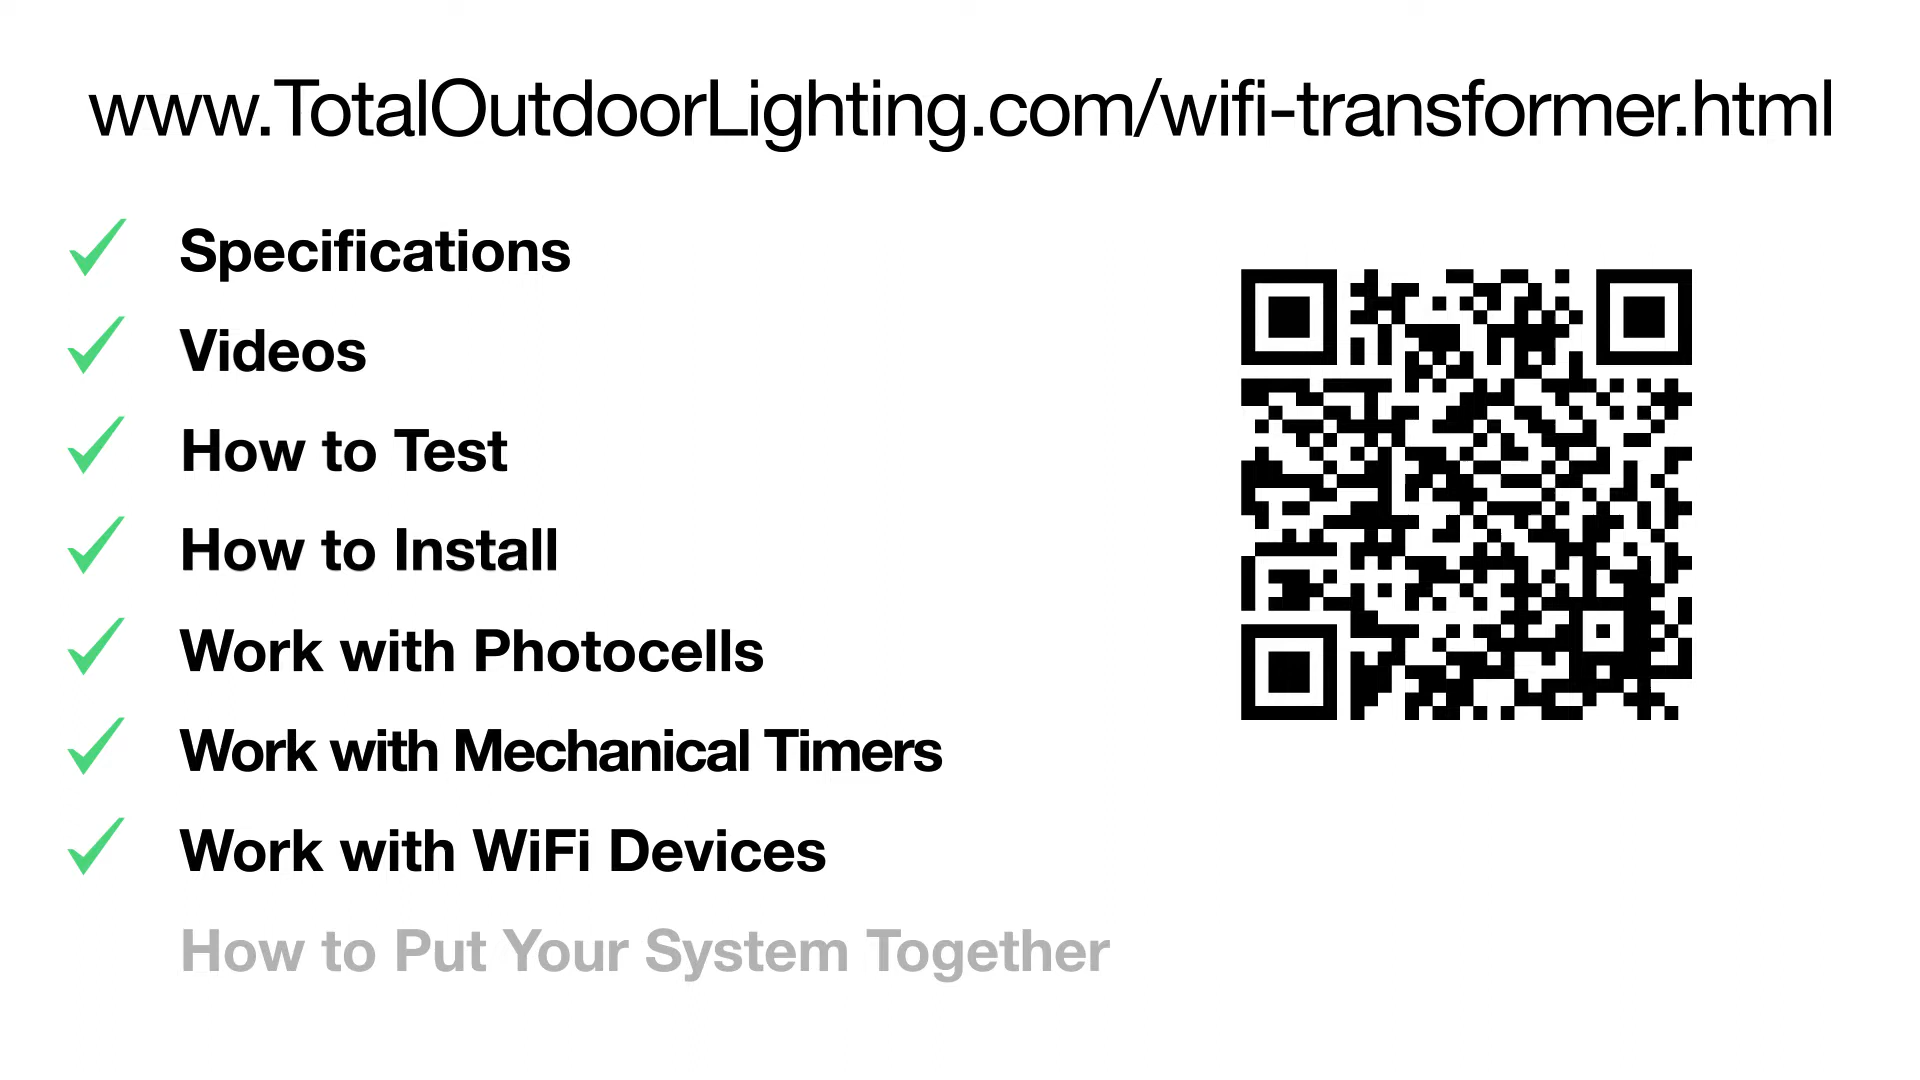 www.TotalOutdoorLighting.com/wifi-transformer.html
Specifications
Videos
How to Test
How to Install
Work with Photocells
Work with Mechanical Timers
Work with WiFi Devices
How to Put Your System Together